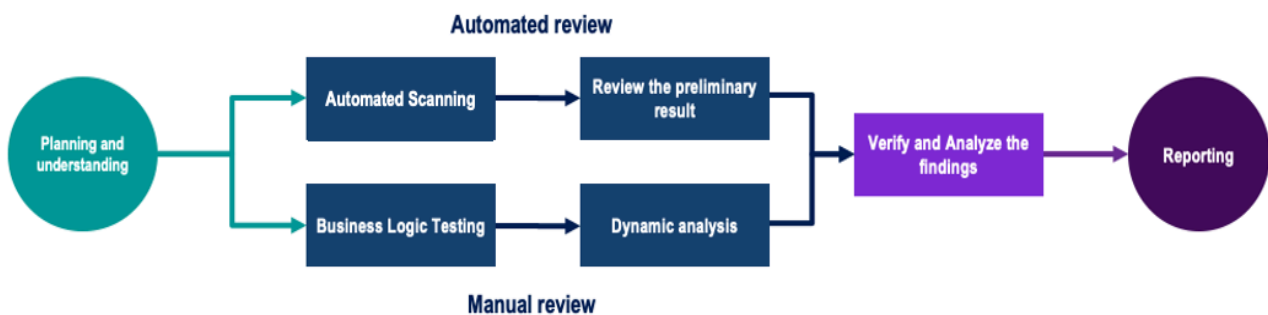 Automated review
Planning and
understanding
Automated Scanning
Review the preliminary
result
Business Logic Testing
Dynamic analysis
Verify and Analyze the
findings
Reporting
Manual review